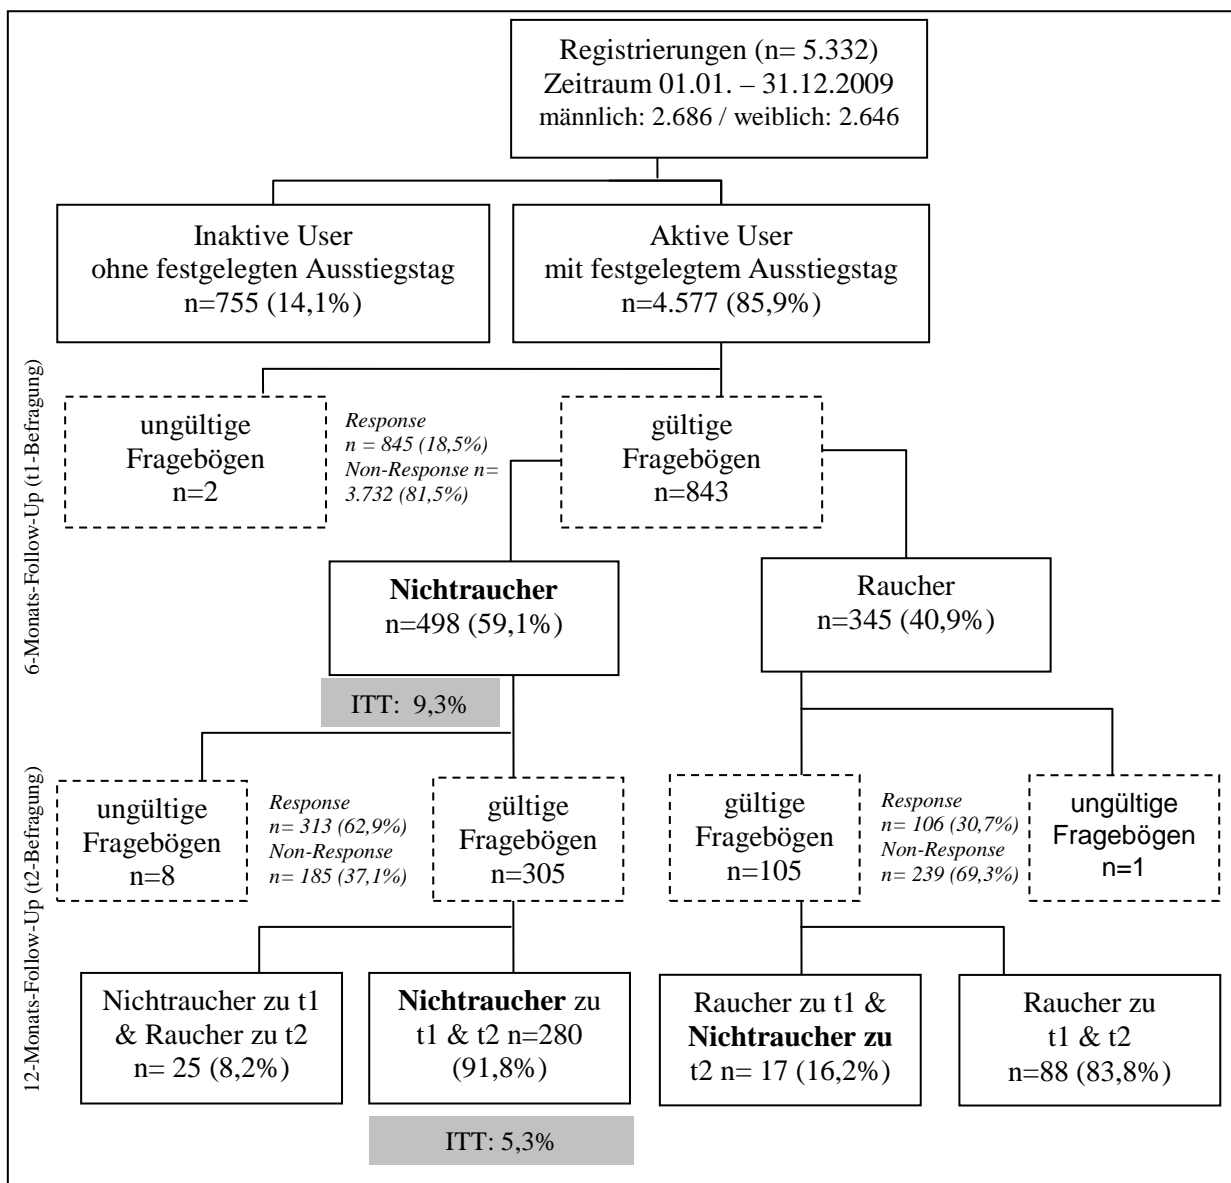 Registrierungen (n= 5.332)
Zeitraum 01.01. – 31.12.2009
männlich: 2.686 / weiblich: 2.646
Inaktive User
ohne festgelegten Ausstiegstag
n=755 (14,1%)
Aktive User
mit festgelegtem Ausstiegstag
n=4.577 (85,9%)
6-Monats-Follow-Up (t1-Befragung)
ungültige
Fragebögen
n=2
Response
n = 845 (18,5%)
Non-Response n=
3.732 (81,5%)
gültige
Fragebögen
n=843
Nichtraucher
n=498 (59,1%)
Raucher
n=345 (40,9%)
ITT: 9,3%
12-Monats-Follow-Up (t2-Befragung)
ungültige
Fragebögen
n=8
Response
n= 313 (62,9%)
Non-Response
n= 185 (37,1%)
gültige
Fragebögen
n=305
gültige
Fragebögen
n=105
Response
n= 106 (30,7%)
Non-Response
n= 239 (69,3%)
ungültige
Fragebögen
n=1
Nichtraucher zu t1
& Raucher zu t2
n= 25 (8,2%)
Nichtraucher zu
t1 & t2 n=280
(91,8%)
Raucher zu t1 &
Nichtraucher zu
t2 n= 17 (16,2%)
Raucher zu
t1 & t2
n=88 (83,8%)
ITT: 5,3%